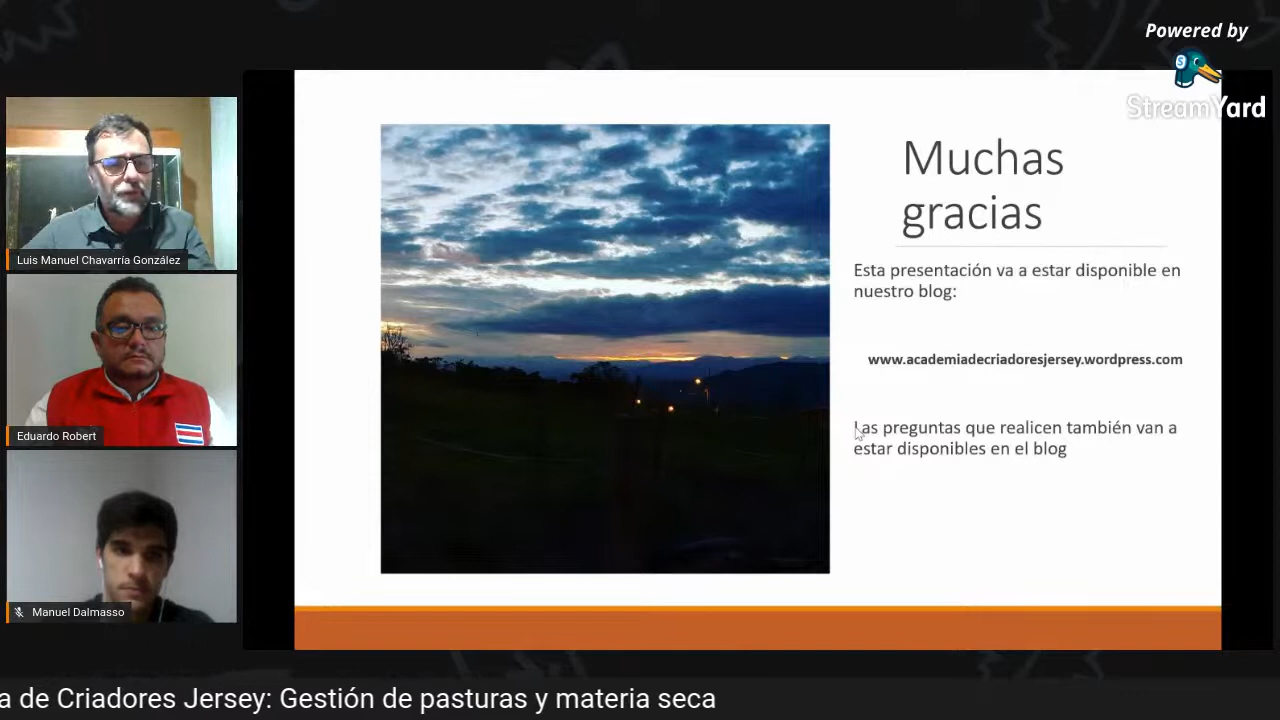 Powered by
StreamYard
Luis Manuel Chavarría González
Eduardo Robert
Manuel Dalmasso
Muchas
gracias
Esta presentación va a estar disponible en
nuestro blog:
www.academiadecriadoresjersey.wordpress.com
Las preguntas que realicen también van a
estar disponibles en el blog
a de Criadores Jersey: Gestión de pasturas y materia seca